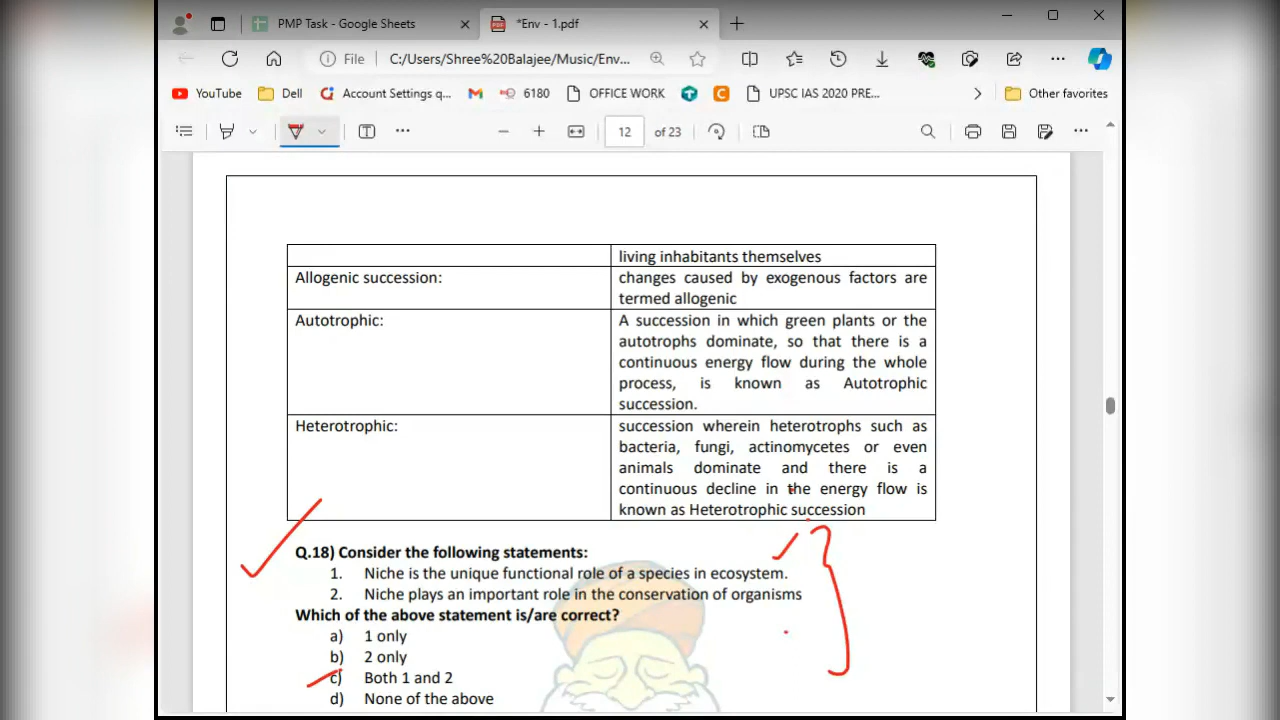 PMP Task - Google Sheets
*Env - 1.pdf
File
C:/Users/Shree%20Balajee/Music/Env...
YouTube
Dell
Account Settings q...
6180
OFFICE WORK
UPSC IAS 2020 PRE...
Other favorites
12 of 23
living inhabitants themselves
Allogenic succession:
changes caused by exogenous factors are
termed allogenic
Autotrophic:
A succession in which green plants or the
autotrophs dominate, so that there is a
continuous energy flow during the whole
process, is known as Autotrophic
succession.
Heterotrophic:
succession wherein heterotrophs such as
bacteria, fungi, actinomycetes or even
animals dominate and there is a
continuous decline in the energy flow is
known as Heterotrophic succession
Q.18) Consider the following statements:
1. Niche is the unique functional role of a species in ecosystem.
2. Niche plays an important role in the conservation of organisms
Which of the above statement is/are correct?
a) 1 only
b) 2 only
c) Both 1 and 2
d) None of the above